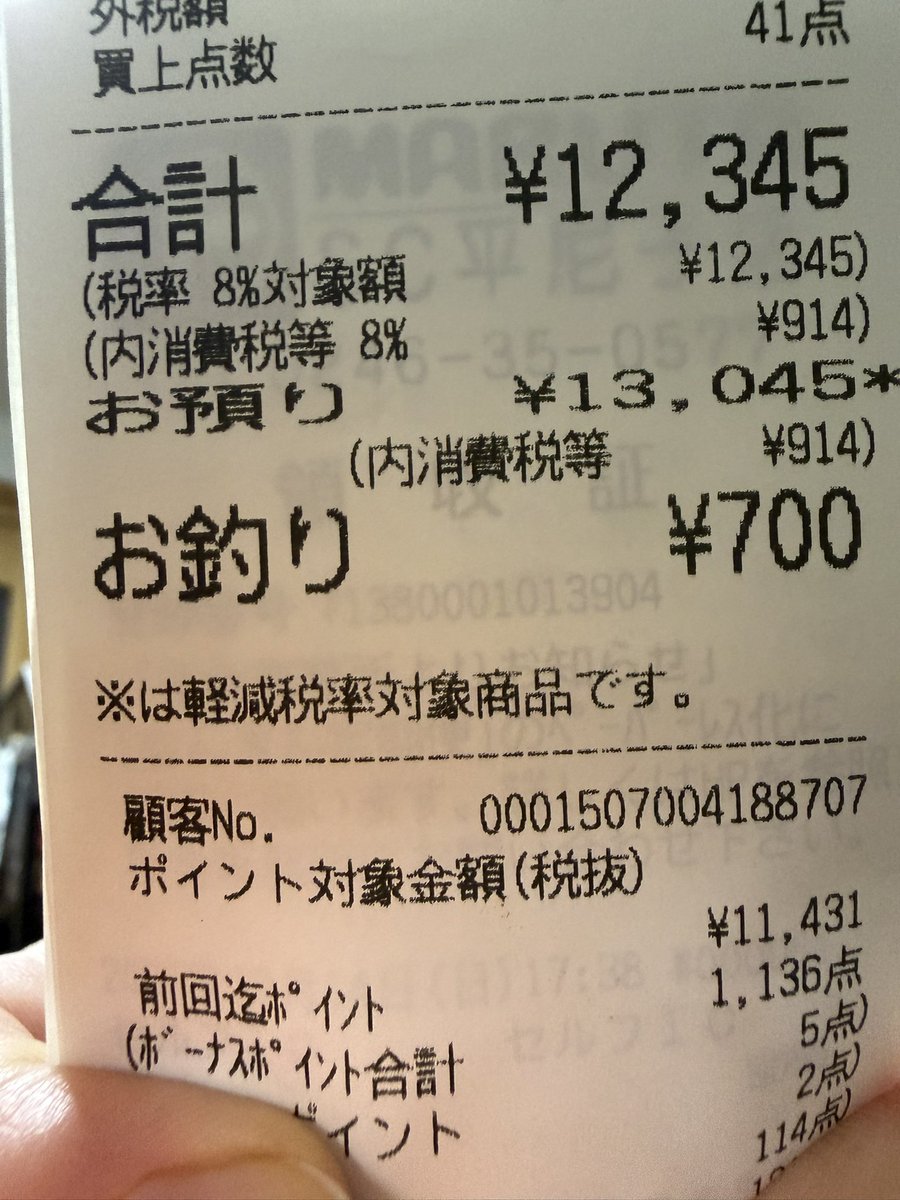 外税額
買上点数 41点
合計 ¥12,345
(税率 8%対象額 ¥12,345)
(内消費税等 8% ¥914)
お預り ¥13,045*
(内消費税等 ¥914)
お釣り ¥700
※は軽減税率対象商品です。
顧客No. 0001507004188707
ポイント対象金額(税抜)
¥11,431
前回迄ポイント 1,136点
(ボーナスポイント合計 5点)
ポイント 2点)
114点)